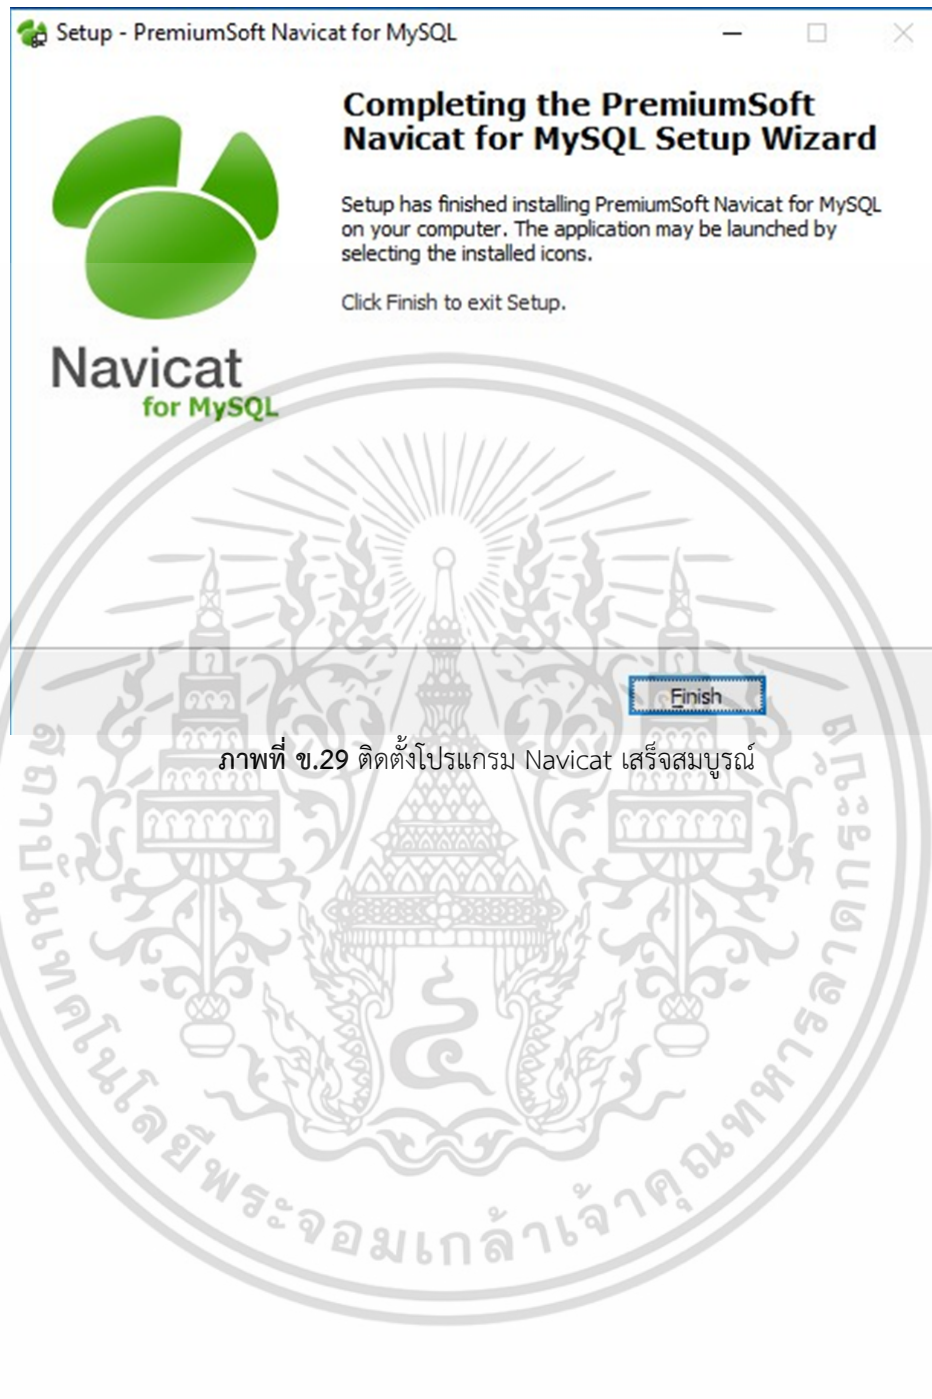 Setup - PremiumSoft Navicat for MySQL
Completing the PremiumSoft
Navicat for MySQL Setup Wizard
Setup has finished installing PremiumSoft Navicat for MySQL
on your computer. The application may be launched by
selecting the installed icons.
Click Finish to exit Setup.
Navicat
for MySQL
Finish
ภาพที่ ข.29 ติดตั้งโปรแกรม Navicat เสร็จสมบูรณ์
สถาบันเทคโนโลยีพระจอมเกล้าเจ้าคุณทหารลาดกระบัง